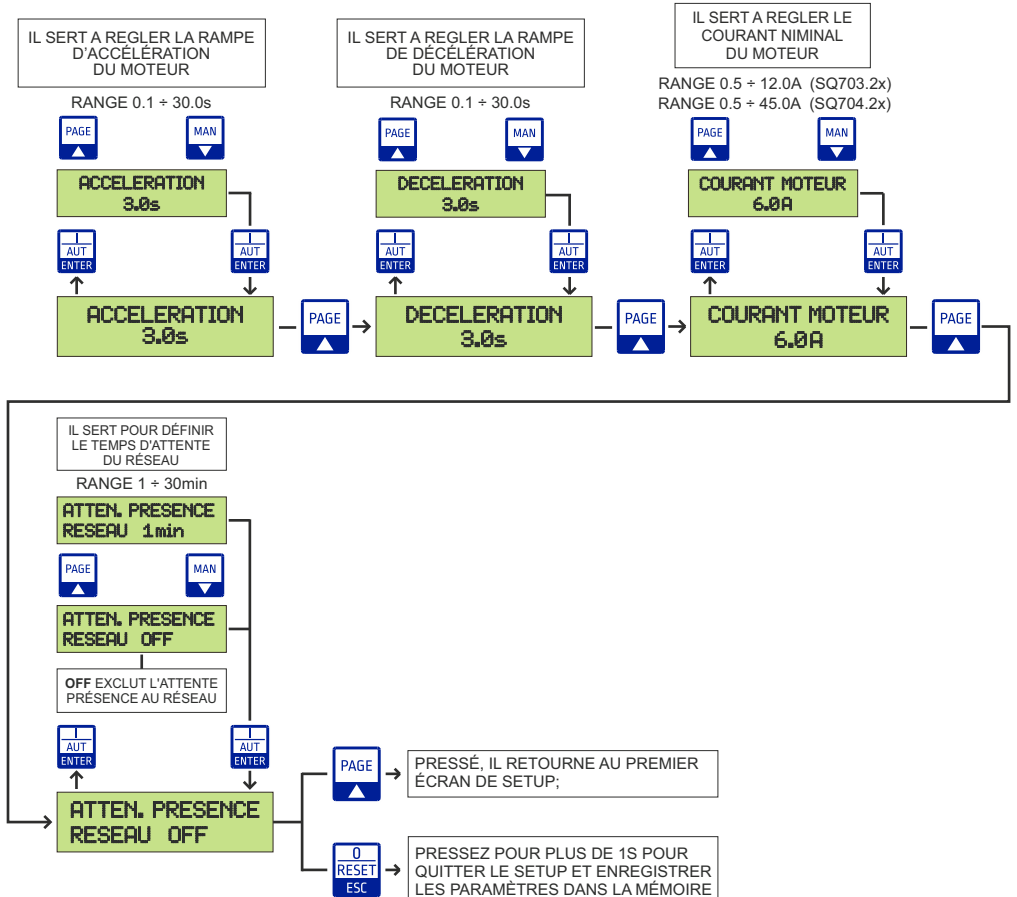 IL SERT A REGLER LA RAMPE
D'ACCÉLÉRATION
DU MOTEUR
RANGE 0.1 ÷ 30.0s
PAGE
MAN
ACCELERATION
3.0s
I
AUT
ENTER
I
AUT
ENTER
ACCELERATION
3.0s
PAGE
IL SERT A REGLER LA RAMPE
DE DÉCÉLÉRATION
DU MOTEUR
RANGE 0.1 ÷ 30.0s
PAGE
MAN
DECELERATION
3.0s
I
AUT
ENTER
I
AUT
ENTER
DECELERATION
3.0s
PAGE
IL SERT A REGLER LE
COURANT NIMINAL
DU MOTEUR
RANGE 0.5 ÷ 12.0A (SQ703.2x)
RANGE 0.5 ÷ 45.0A (SQ704.2x)
PAGE
MAN
COURANT MOTEUR
6.0A
I
AUT
ENTER
I
AUT
ENTER
COURANT MOTEUR
6.0A
PAGE
IL SERT POUR DÉFINIR
LE TEMPS D'ATTENTE
DU RÉSEAU
RANGE 1 ÷ 30min
ATTEN. PRESENCE
RESEAU 1min
PAGE
MAN
ATTEN. PRESENCE
RESEAU OFF
OFF EXCLUT L'ATTENTE
PRÉSENCE AU RÉSEAU
I
AUT
ENTER
I
AUT
ENTER
ATTEN. PRESENCE
RESEAU OFF
PAGE
PRESSÉ, IL RETOURNE AU PREMIER
ÉCRAN DE SETUP;
0
RESET
ESC
PRESSEZ POUR PLUS DE 1S POUR
QUITTER LE SETUP ET ENREGISTRER
LES PARAMÈTRES DANS LA MÉMOIRE